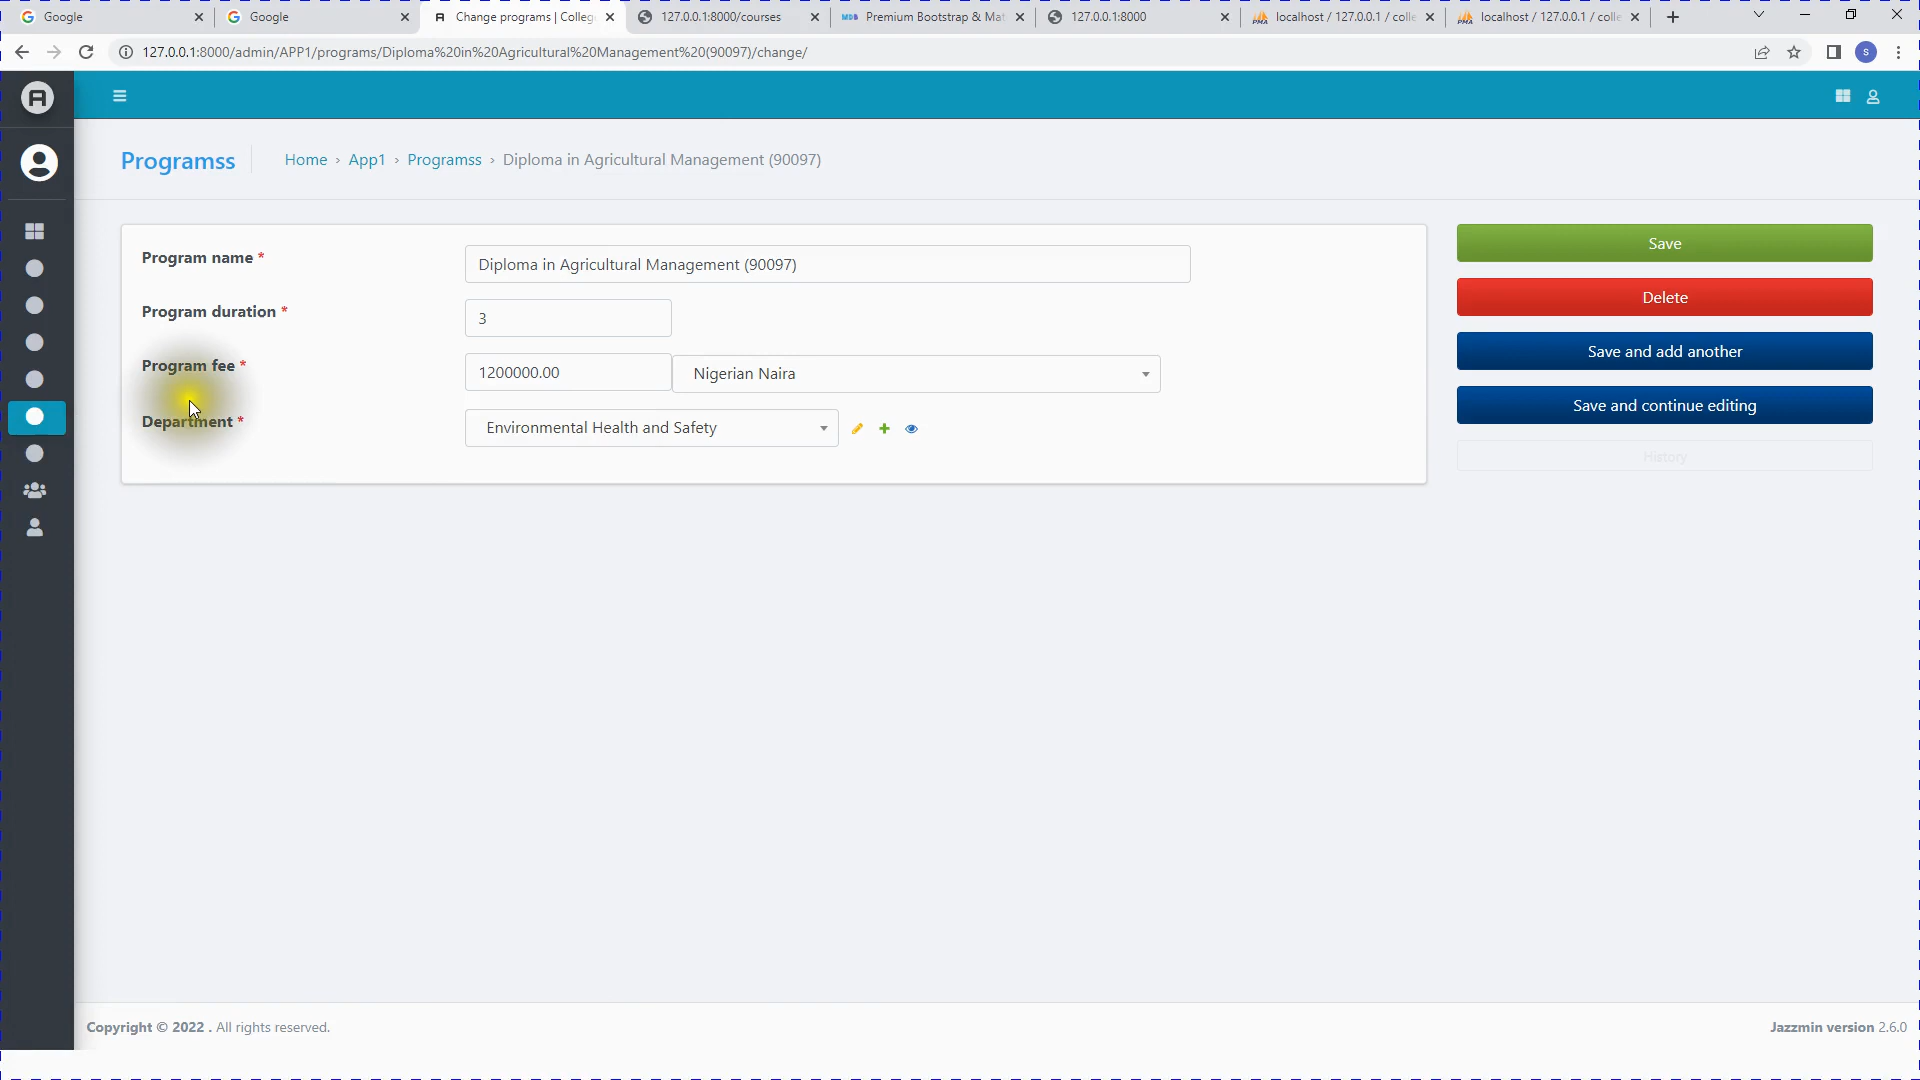 Google
Google
Change programs | Colleg
127.0.0.1:8000/courses
Premium Bootstrap & Mat
127.0.0.1:8000
localhost / 127.0.0.1 / colle
localhost / 127.0.0.1 / colle
127.0.0.1:8000/admin/APP1/programs/Diploma%20in%20Agricultural%20Management%20(90097)/change/
S
Programss
Home › App1 › Programss › Diploma in Agricultural Management (90097)
Program name * Diploma in Agricultural Management (90097)
Program duration * 3
Program fee * 1200000.00 Nigerian Naira
Department * Environmental Health and Safety
Save
Delete
Save and add another
Save and continue editing
History
Copyright © 2022 . All rights reserved.
Jazzmin version 2.6.0